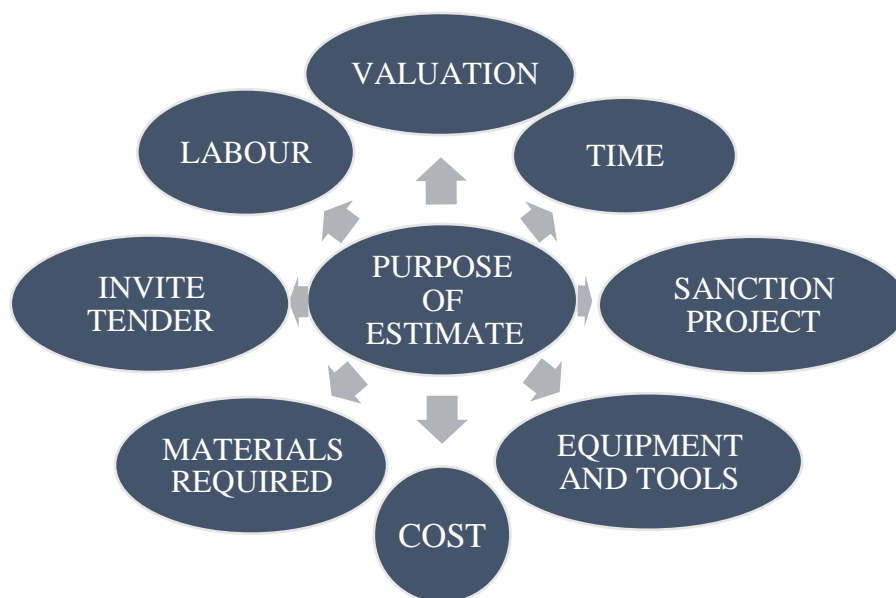 VALUATION
LABOUR
TIME
INVITE
TENDER
PURPOSE
OF
ESTIMATE
SANCTION
PROJECT
MATERIALS
REQUIRED
EQUIPMENT
AND TOOLS
COST